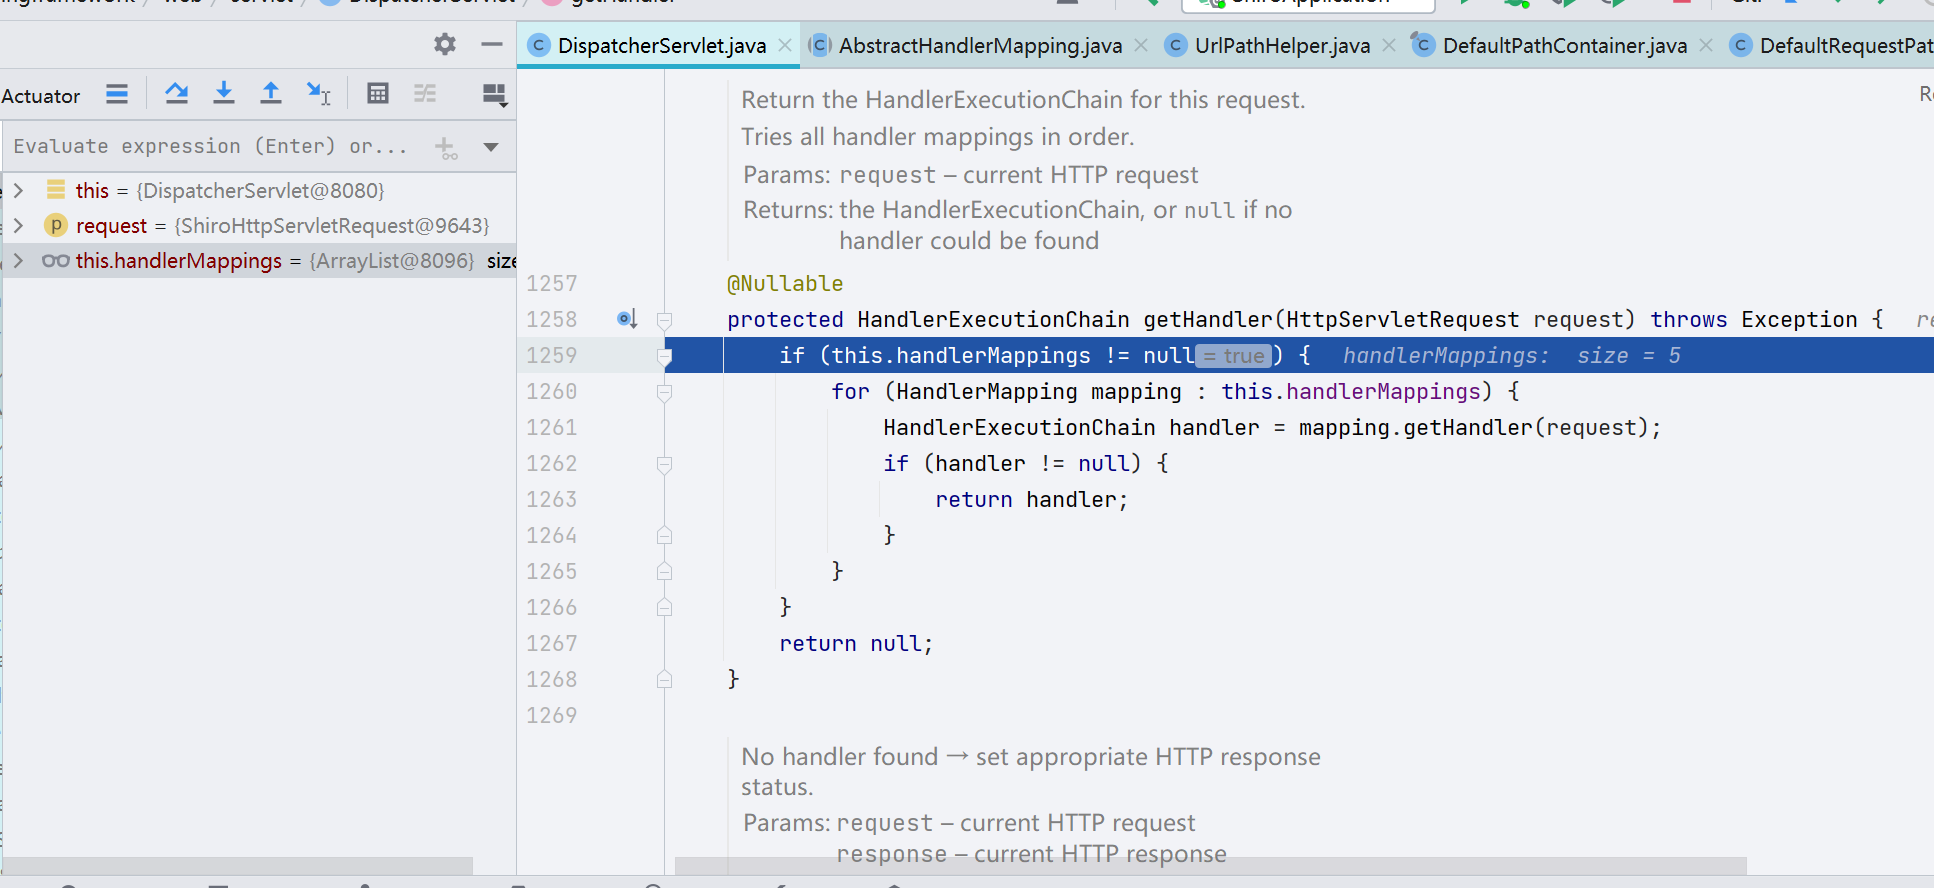 DispatcherServlet.java
AbstractHandlerMapping.java
UrlPathHelper.java
DefaultPathContainer.java
DefaultRequestPat
Actuator
Evaluate expression (Enter) or...
this = {DispatcherServlet@8080}
request = {ShiroHttpServletRequest@9643}
this.handlerMappings = {ArrayList@8096} size
Return the HandlerExecutionChain for this request.
Tries all handler mappings in order.
Params: request – current HTTP request
Returns: the HandlerExecutionChain, or null if no
handler could be found
1257 @Nullable
1258 protected HandlerExecutionChain getHandler(HttpServletRequest request) throws Exception { re
1259 if (this.handlerMappings != null = true ) { handlerMappings: size = 5
1260 for (HandlerMapping mapping : this.handlerMappings) {
1261 HandlerExecutionChain handler = mapping.getHandler(request);
1262 if (handler != null) {
1263 return handler;
1264 }
1265 }
1266 }
1267 return null;
1268 }
1269
No handler found → set appropriate HTTP response
status.
Params: request – current HTTP request
response – current HTTP response